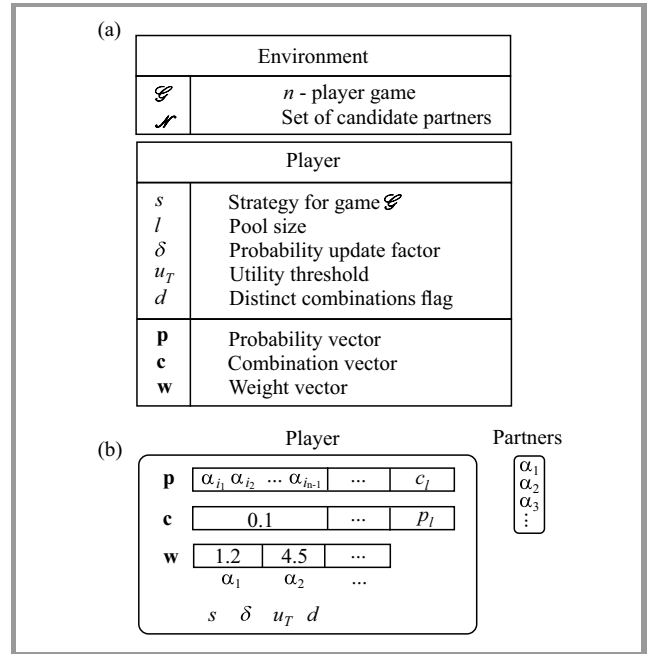 (a)
Environment
𝒢 n - player game
𝒩 Set of candidate partners
Player
s Strategy for game 𝒢
l Pool size
δ Probability update factor
u_T Utility threshold
d Distinct combinations flag
p Probability vector
c Combination vector
w Weight vector
(b) Player Partners
p α_{i_1} α_{i_2} ... α_{i_{n-1}} ... c_l
c 0.1 ... p_l
w 1.2 4.5 ...
α_1 α_2 ...
s δ u_T d
α_1
α_2
α_3
⋮